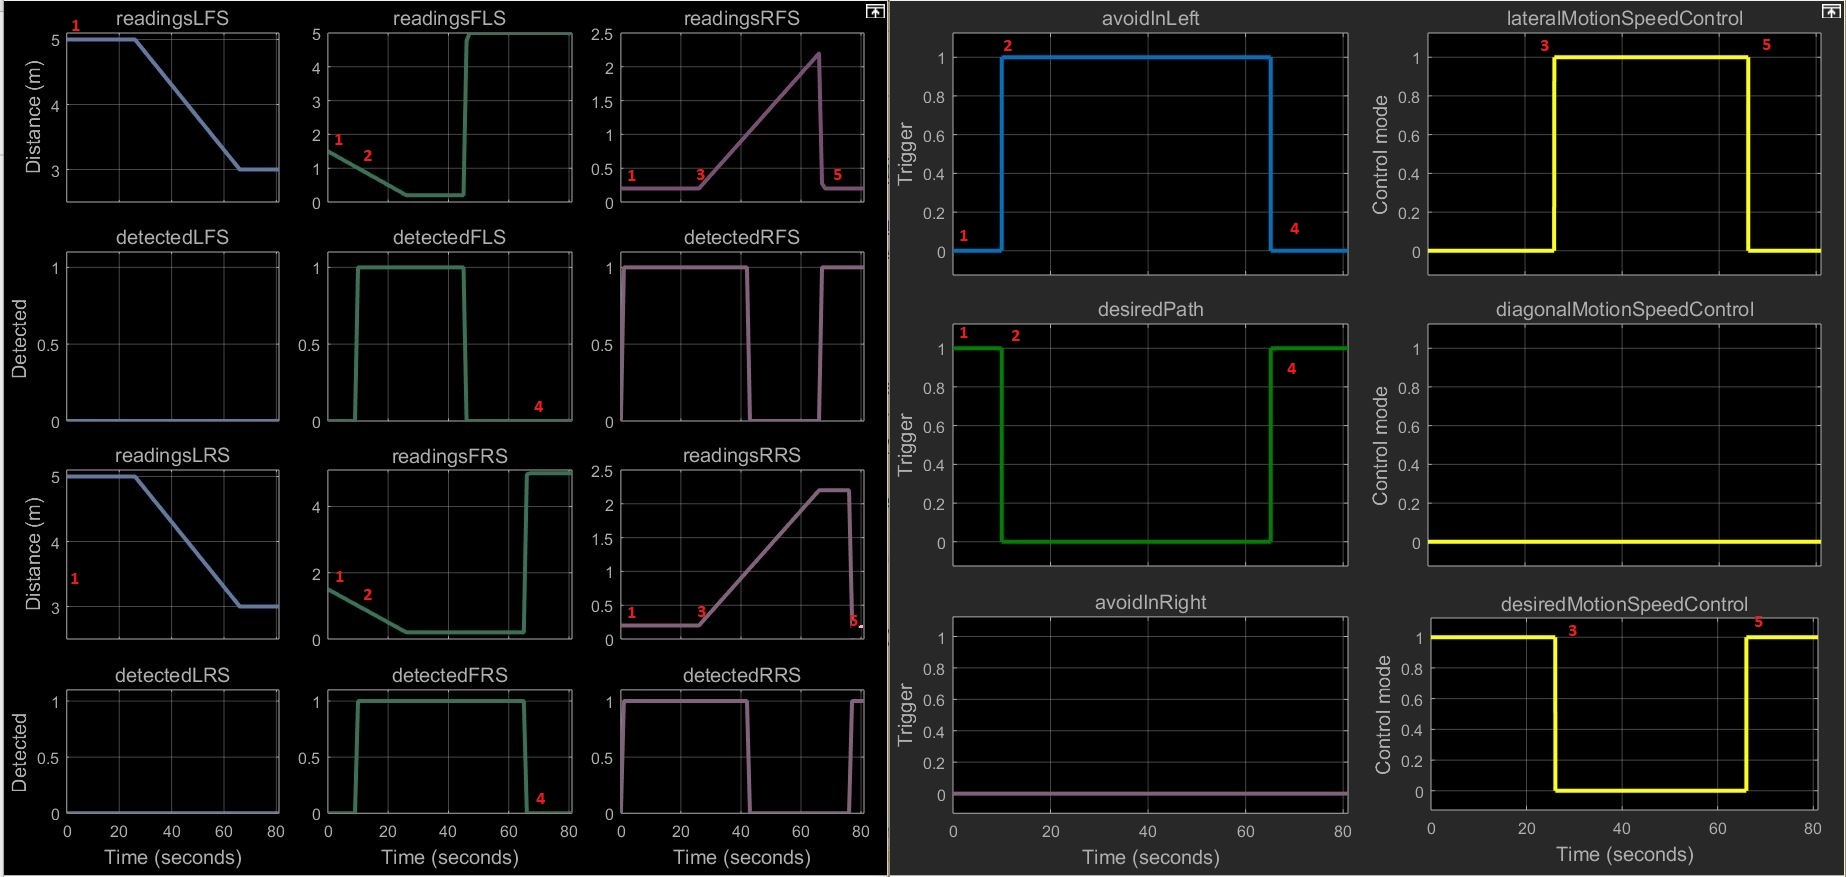 readingsLFS
1
5
4
3
Distance (m)
readingsFLS
5
4
3
2
1
0
1
2
readingsRFS
2.5
2
1.5
1
0.5
0
1
3
5
detectedLFS
1
0.5
0
Detected
detectedFLS
1
0.5
0
4
detectedRFS
1
0.5
0
readingsLRS
5
4
3
1
Distance (m)
readingsFRS
4
2
0
1
2
readingsRRS
2.5
2
1.5
1
0.5
0
1
3
5
detectedLRS
1
0.5
0
Detected
0 20 40 60 80
Time (seconds)
detectedFRS
1
0.5
0
4
0 20 40 60 80
Time (seconds)
detectedRRS
1
0.5
0
0 20 40 60 80
Time (seconds)
avoidInLeft
1
0.8
0.6
0.4
0.2
0
Trigger
2
1
4
lateralMotionSpeedControl
1
0.8
0.6
0.4
0.2
0
Control mode
3
5
desiredPath
1
0.8
0.6
0.4
0.2
0
Trigger
1
2
4
diagonalMotionSpeedControl
1
0.8
0.6
0.4
0.2
0
Control mode
avoidInRight
1
0.8
0.6
0.4
0.2
0
Trigger
0 20 40 60 80
Time (seconds)
desiredMotionSpeedControl
1
0.8
0.6
0.4
0.2
0
Control mode
3
5
0 20 40 60 80
Time (seconds)